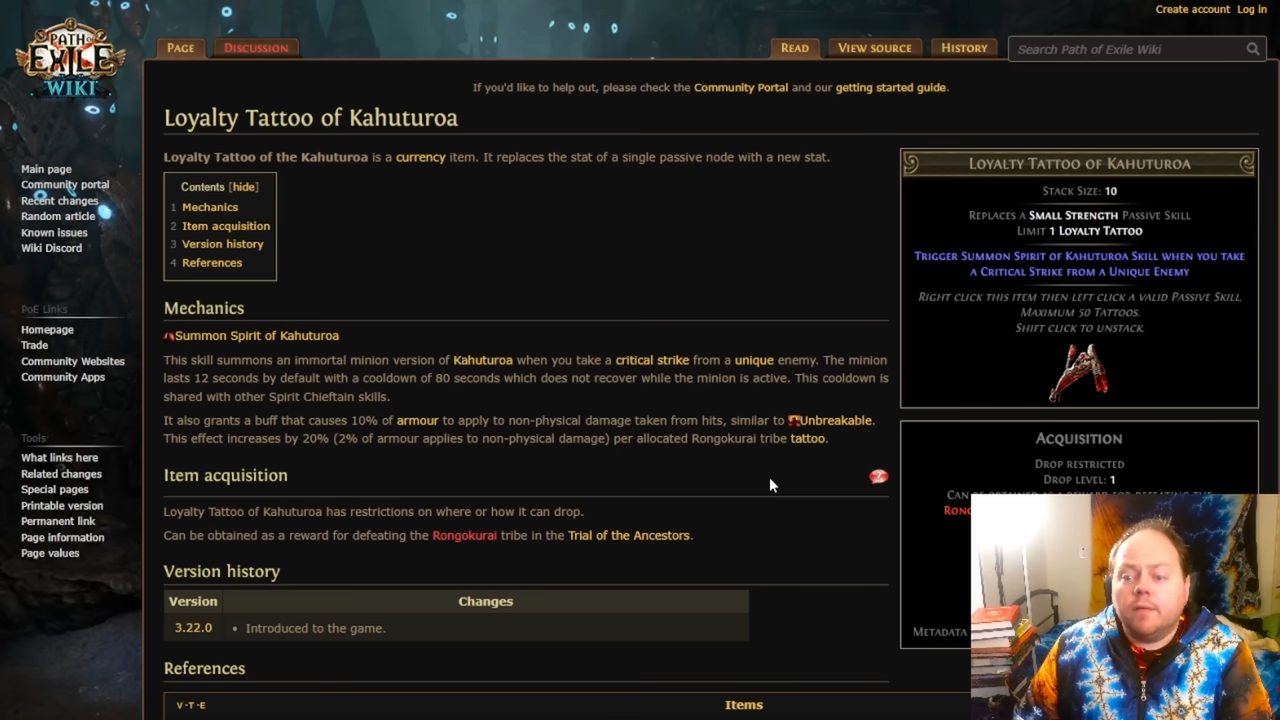 Create account Log in
PATH of EXILE WIKI
PAGE DISCUSSION READ VIEW SOURCE HISTORY Search Path of Exile Wiki
If you'd like to help out, please check the Community Portal and our getting started guide.
Loyalty Tattoo of Kahuturoa
Loyalty Tattoo of the Kahuturoa is a currency item. It replaces the stat of a single passive node with a new stat.
Contents [hide]
1 Mechanics
2 Item acquisition
3 Version history
4 References
Main page
Community portal
Recent changes
Random article
Known issues
Wiki Discord
PoE Links
Homepage
Trade
Community Websites
Community Apps
Tools
What links here
Related changes
Special pages
Printable version
Permanent link
Page information
Page values
Mechanics
Summon Spirit of Kahuturoa
This skill summons an immortal minion version of Kahuturoa when you take a critical strike from a unique enemy. The minion
lasts 12 seconds by default with a cooldown of 80 seconds which does not recover while the minion is active. This cooldown is
shared with other Spirit Chieftain skills.
It also grants a buff that causes 10% of armour to apply to non-physical damage taken from hits, similar to Unbreakable.
This effect increases by 20% (2% of armour applies to non-physical damage) per allocated Rongokurai tribe tattoo.
Item acquisition
Loyalty Tattoo of Kahuturoa has restrictions on where or how it can drop.
Can be obtained as a reward for defeating the Rongokurai tribe in the Trial of the Ancestors.
Version history
Version Changes
3.22.0 • Introduced to the game.
References
V · T · E Items
LOYALTY TATTOO OF KAHUTUROA
STACK SIZE: 10
REPLACES A SMALL STRENGTH PASSIVE SKILL
LIMIT 1 LOYALTY TATTOO
TRIGGER SUMMON SPIRIT OF KAHUTUROA SKILL WHEN YOU TAKE
A CRITICAL STRIKE FROM A UNIQUE ENEMY
RIGHT CLICK THIS ITEM THEN LEFT CLICK A VALID PASSIVE SKILL.
MAXIMUM 50 TATTOOS.
SHIFT CLICK TO UNSTACK.
ACQUISITION
DROP RESTRICTED
DROP LEVEL: 1
METADATA